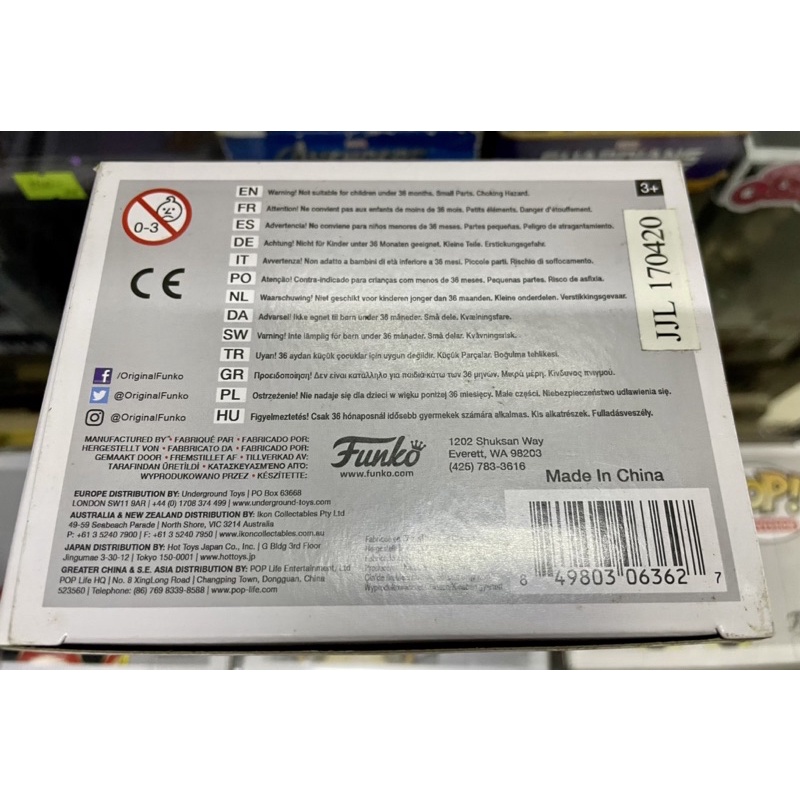 AVENGERS
GUARDIANS
0-3
CE
EN Warning! Not suitable for children under 36 months. Small Parts. Choking Hazard.
3+
FR Attention! Ne convient pas aux enfants de moins de 36 mois. Petits éléments. Danger d'étouffement.
ES Advertencia! No conviene para niños menores de 36 meses. Partes pequeñas. Peligro de atragantamiento.
DE Achtung! Nicht für Kinder unter 36 Monaten geeignet. Kleine Teile. Erstickungsgefahr.
IT Avvertenza! Non adatto a bambini di età inferiore a 36 mesi. Piccole parti. Rischio di soffocamento.
PO Atenção! Contra-indicado para crianças com menos de 36 meses. Pequenas partes. Risco de asfixia.
NL Waarschuwing! Niet geschikt voor kinderen jonger dan 36 maanden. Kleine onderdelen. Verstikkingsgevaar.
DA Advarsel! Ikke egnet til børn under 36 måneder. Små dele. Kvælningsfare.
SW Varning! Inte lämplig för barn under 36 månader. Små delar. Kvävningsrisk.
TR Uyarı! 36 aydan küçük çocuklar için uygun değildir. Küçük Parçalar. Boğulma tehlikesi.
GR Προειδοποίηση! Δεν είναι κατάλληλο για παιδιά κάτω των 36 μηνών. Μικρά μέρη. Κίνδυνος πνιγμού.
PL Ostrzeżenie! Nie nadaje się dla dzieci w wieku poniżej 36 miesięcy. Małe części. Niebezpieczeństwo udławienia się.
HU Figyelmeztetés! Csak 36 hónaposnál idősebb gyermekek számára alkalmas. Kis alkatrészek. Fulladásveszély.
JJL 170420
f /OriginalFunko
@OriginalFunko
@OriginalFunko
MANUFACTURED BY • FABRIQUÉ PAR • FABRICADO POR:
HERGESTELLT VON • FABBRICATO DA • FABRICADO POR:
GEMAAKT DOOR • FREMSTILLET AF • TILLVERKAD AV:
TARAFINDAN ÜRETİLDİ • ΚΑΤΑΣΚΕΥΑΣΜΕΝΟ ΑΠΟ:
WYPRODUKOWANO PRZEZ • KÉSZÍTETTE:
Funko
www.funko.com
1202 Shuksan Way
Everett, WA 98203
(425) 783-3616
Made In China
EUROPE DISTRIBUTION BY: Underground Toys | PO Box 63668
LONDON SW11 9AR | +44 (0) 1708 374 499 | www.underground-toys.com
AUSTRALIA & NEW ZEALAND DISTRIBUTION BY: Ikon Collectables Pty Ltd
49-59 Seabeach Parade | North Shore, VIC 3214 Australia
P: +61 3 5240 7900 | F: +61 3 5240 7950 | www.ikoncollectables.com.au
JAPAN DISTRIBUTION BY: Hot Toys Japan Co., Inc. | G Bldg 3rd Floor
Jingumae 3-30-12 | Tokyo 150-0001 | www.hottoys.jp
GREATER CHINA & S.E. ASIA DISTRIBUTION BY: POP Life Entertainment, Ltd
POP Life HQ | No. 8 XingLong Road | Changping Town, Dongguan, China
523560 | Telephone: (86) 769 8339-8588 | www.pop-life.com
8 49803 06362 7
OP!